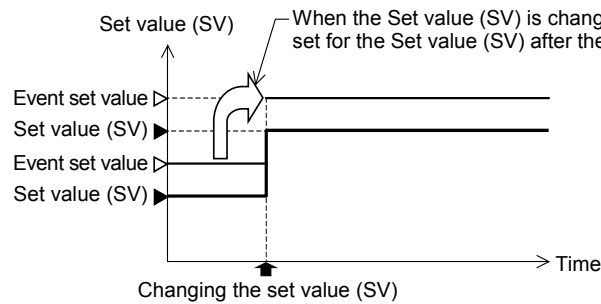 Set value (SV)
When the Set value (SV) is chang
set for the Set value (SV) after the
Event set value
Set value (SV)
Event set value
Set value (SV)
Time
Changing the set value (SV)